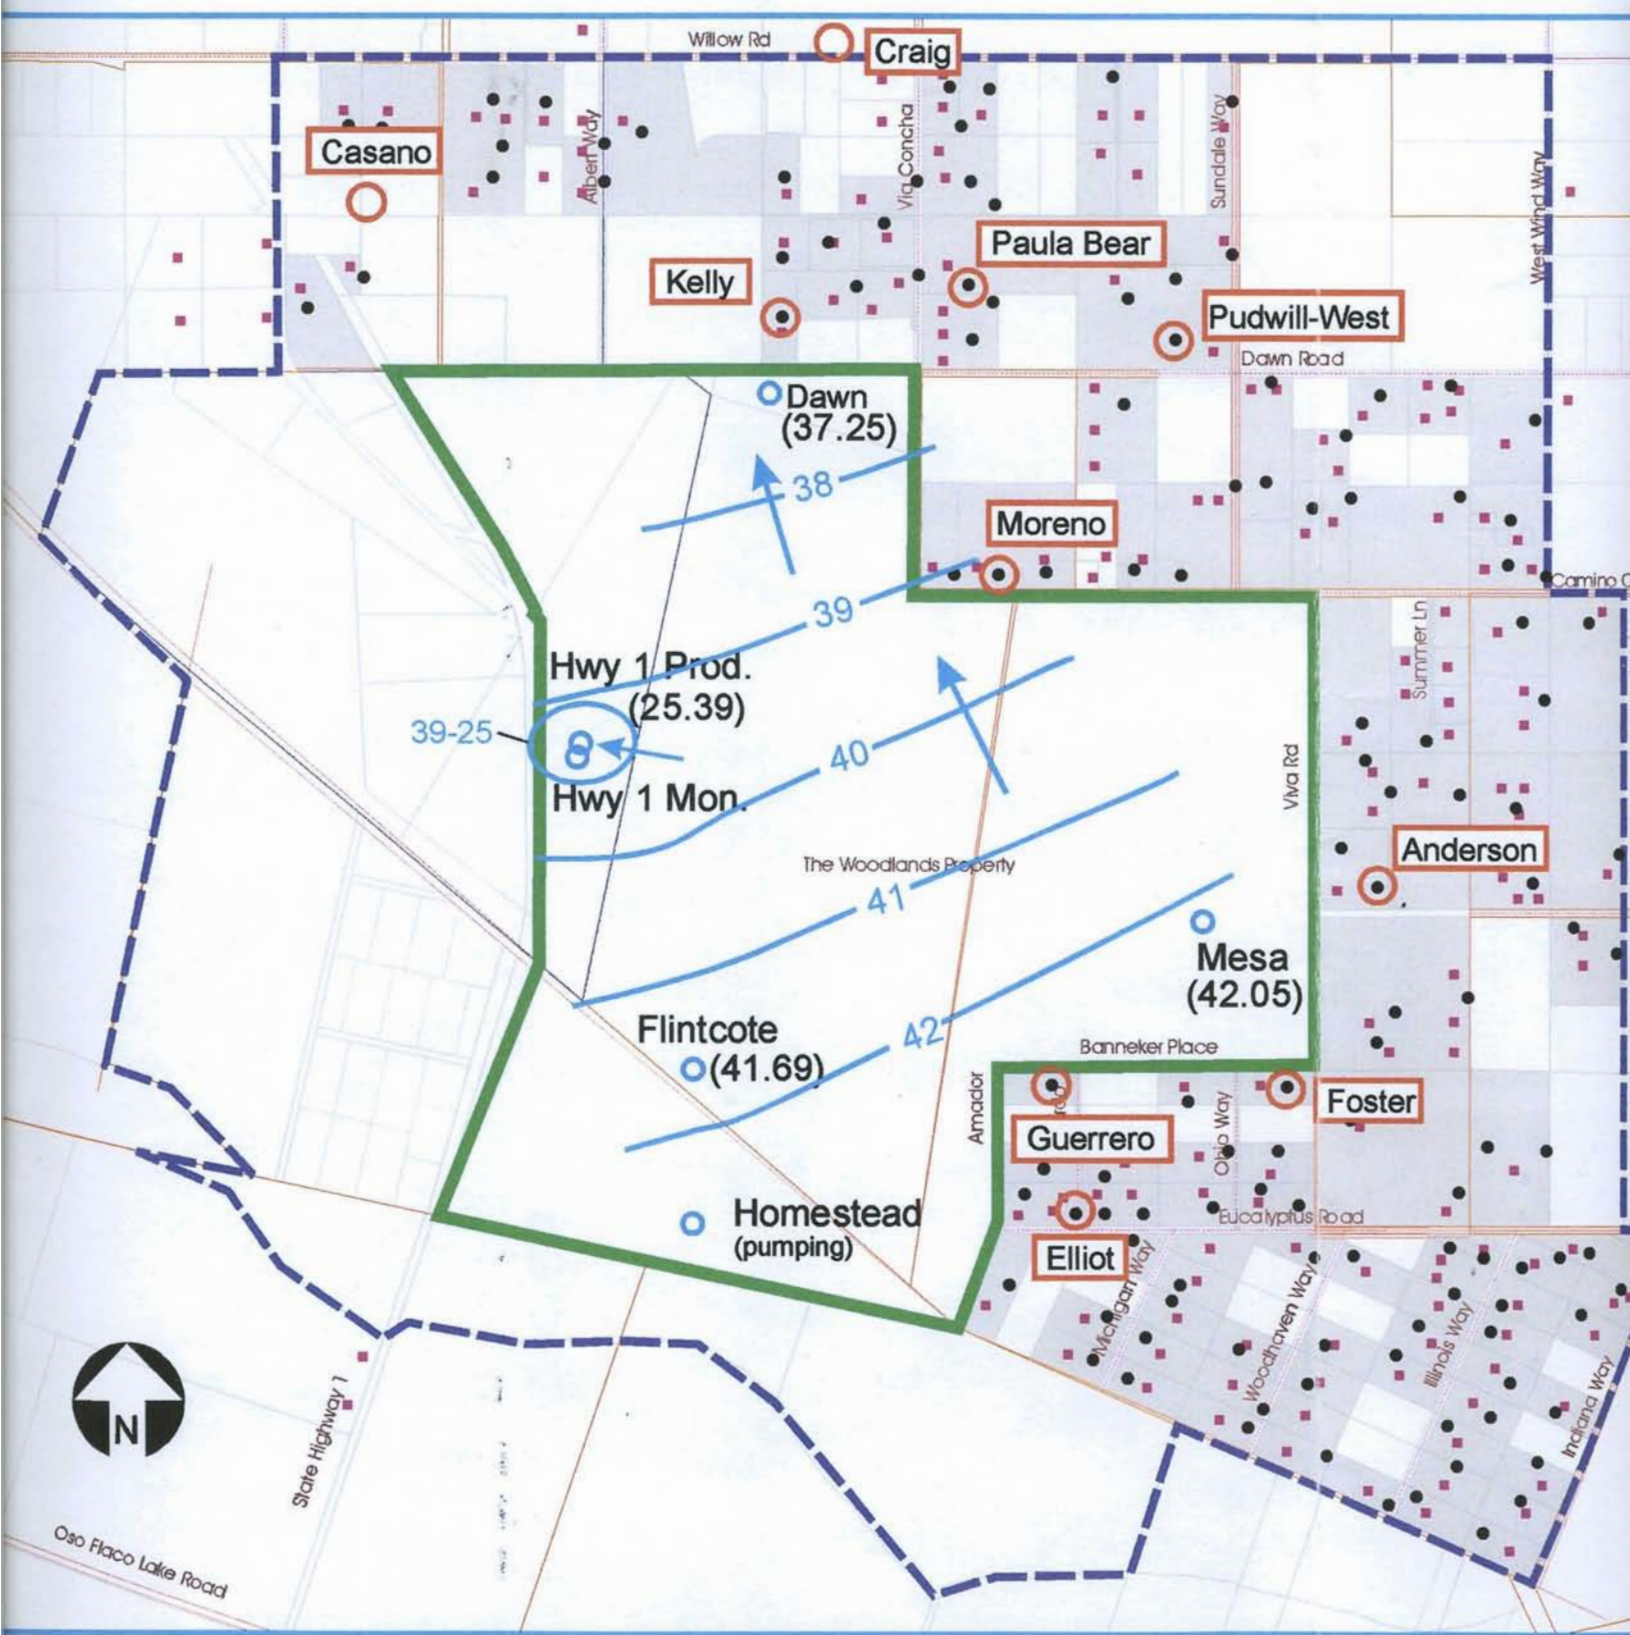 Willow Rd
Craig
Casano
Albert Way
Via Concha
Sundale Way
West Wind Way
Paula Bear
Kelly
Pudwill-West
Dawn Road
Dawn
(37.25)
38
Moreno
39
Camino C
Summer Ln
Hwy 1 Prod.
(25.39)
39-25
40
Hwy 1 Mon.
Viva Rd
The Woodlands Property
Anderson
41
Mesa
(42.05)
Flintcote
(41.69)
42
Banneker Place
Amador
Foster
Guerrero
Ohio Way
Homestead
(pumping)
Eucalyptus Road
Elliot
Michigan Way
Woodhaven Way
Illinois Way
Indiana Way
N
State Highway 1
Oso Flaco Lake Road